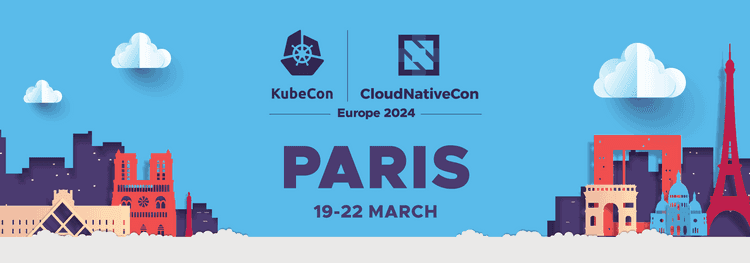 KubeCon
CloudNativeCon
Europe 2024
PARIS
19-22 MARCH